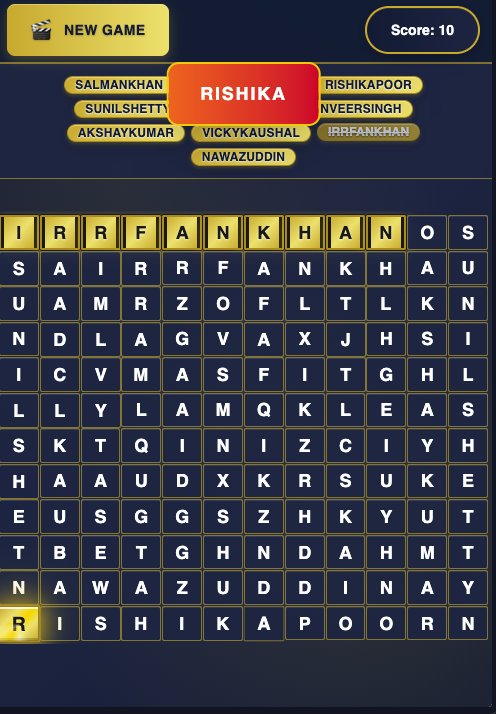 🎬 NEW GAME
Score: 10
RISHIKA
SALMANKHAN RISHIKAPOOR
SUNILSHETTY NVEERSINGH
AKSHAYKUMAR VICKYKAUSHAL IRRFANKHAN
NAWAZUDDIN
I R R F A N K H A N O S
S A I R R F A N K H A U
U A M R Z O F L T L K N
N D L A G V A X J H S I
I C V M A S F I T G H L
L L Y L A M Q K L E A S
S K T Q I N I Z C I Y H
H A A U D X K R S U K E
E U S G G S Z H K Y U T
T B E T G H N D A H M T
N A W A Z U D D I N A Y
R I S H I K A P O O R N